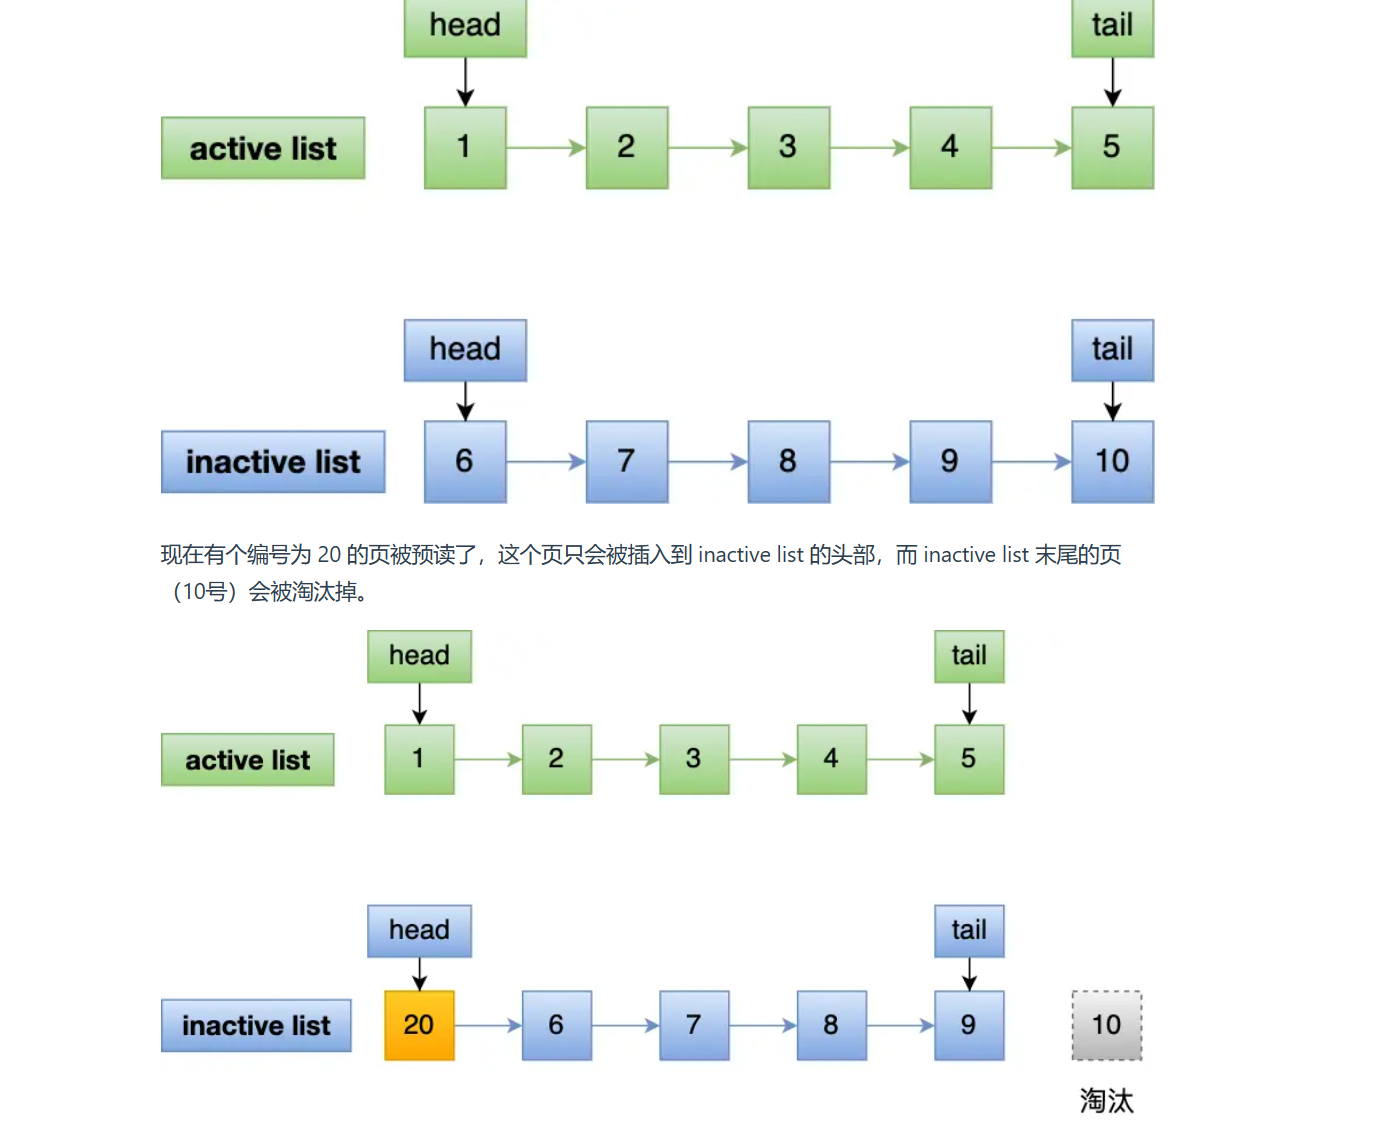 head tail
active list 1 2 3 4 5
head tail
inactive list 6 7 8 9 10
现在有个编号为 20 的页被预读了，这个页只会被插入到 inactive list 的头部，而 inactive list 末尾的页
（10号）会被淘汰掉。
head tail
active list 1 2 3 4 5
head tail
inactive list 20 6 7 8 9 10
淘汰